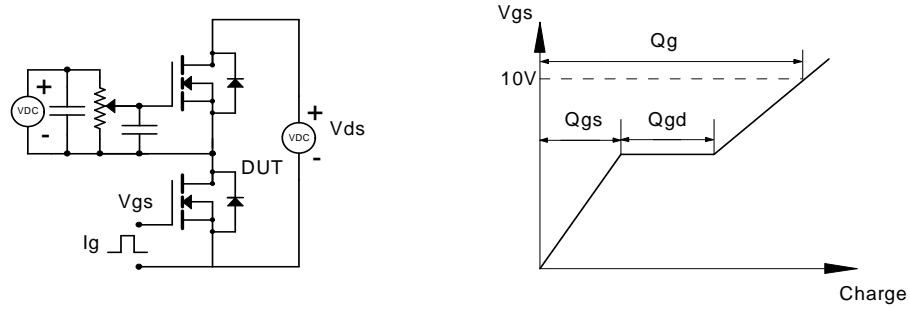 +
VDC
-
+
VDC
-
Vds
DUT
Vgs
Ig
Vgs
Qg
10V
Qgs
Qgd
Charge